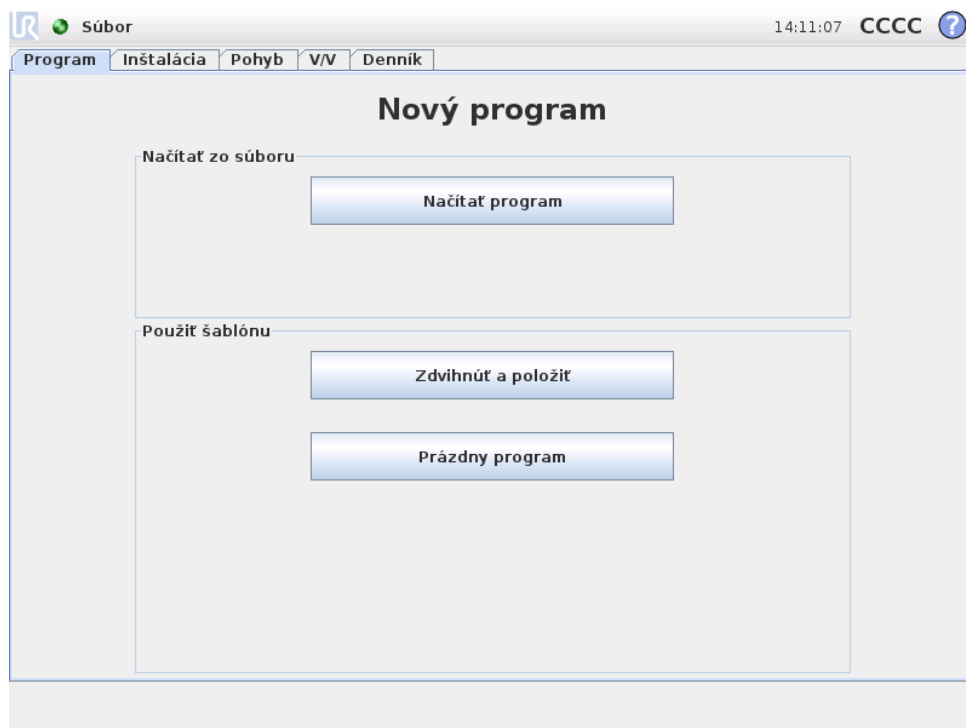 UR Súbor 14:11:07 CCCC ?
Program Inštalácia Pohyb V/V Denník
Nový program
Načítať zo súboru
Načítať program
Použiť šablónu
Zdvihnúť a položiť
Prázdny program